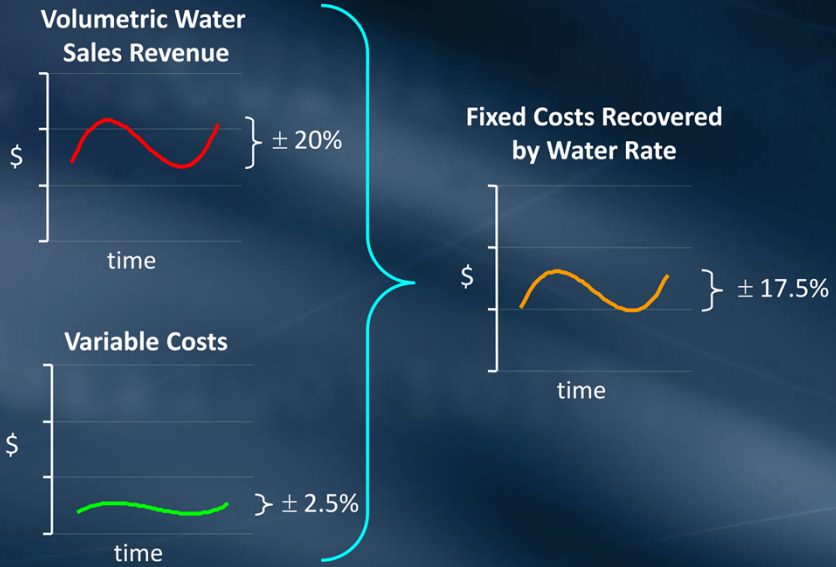 Volumetric Water
Sales Revenue
$
± 20%
time
Variable Costs
$
± 2.5%
time
Fixed Costs Recovered
by Water Rate
$
± 17.5%
time